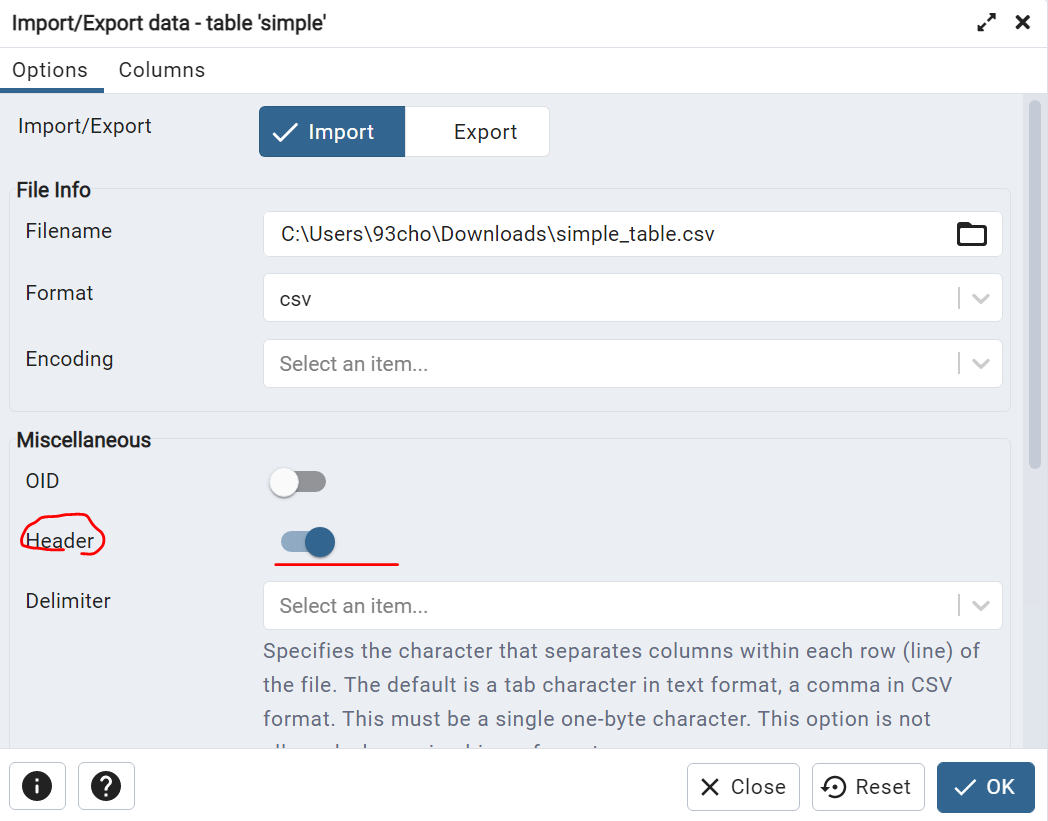 Import/Export data - table 'simple'
Options Columns
Import/Export
Import Export
File Info
Filename
C:\Users\93cho\Downloads\simple_table.csv
Format
csv
Encoding
Select an item...
Miscellaneous
OID
Header
Delimiter
Select an item...
Specifies the character that separates columns within each row (line) of
the file. The default is a tab character in text format, a comma in CSV
format. This must be a single one-byte character. This option is not
Close Reset OK